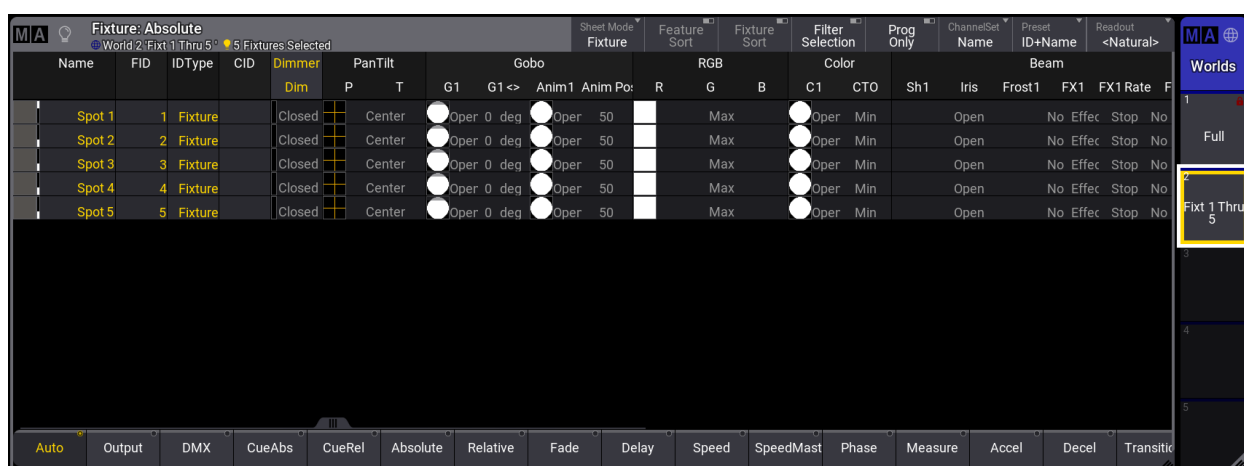 MA Fixture: Absolute Sheet Mode Feature Fixture Filter Prog ChannelSet Preset Readout MA
World 2 'Fixt 1 Thru 5 ' 5 Fixtures Selected Fixture Sort Sort Selection Only Name ID+Name <Natural>
Name FID IDType CID Dimmer PanTilt Gobo RGB Color Beam Worlds
Dim P T G1 G1 <> Anim1 Anim Pos R G B C1 CTO Sh1 Iris Frost1 FX1 FX1 Rate F
1
Spot 1 1 Fixture Closed Center Oper 0 deg Oper 50 Max Oper Min Open No Effec Stop No
Full
Spot 2 2 Fixture Closed Center Oper 0 deg Oper 50 Max Oper Min Open No Effec Stop No
Spot 3 3 Fixture Closed Center Oper 0 deg Oper 50 Max Oper Min Open No Effec Stop No
2
Spot 4 4 Fixture Closed Center Oper 0 deg Oper 50 Max Oper Min Open No Effec Stop No
Spot 5 5 Fixture Closed Center Oper 0 deg Oper 50 Max Oper Min Open No Effec Stop No
Fixt 1 Thru
5
3
4
5
Auto Output DMX CueAbs CueRel Absolute Relative Fade Delay Speed SpeedMast Phase Measure Accel Decel Transitic